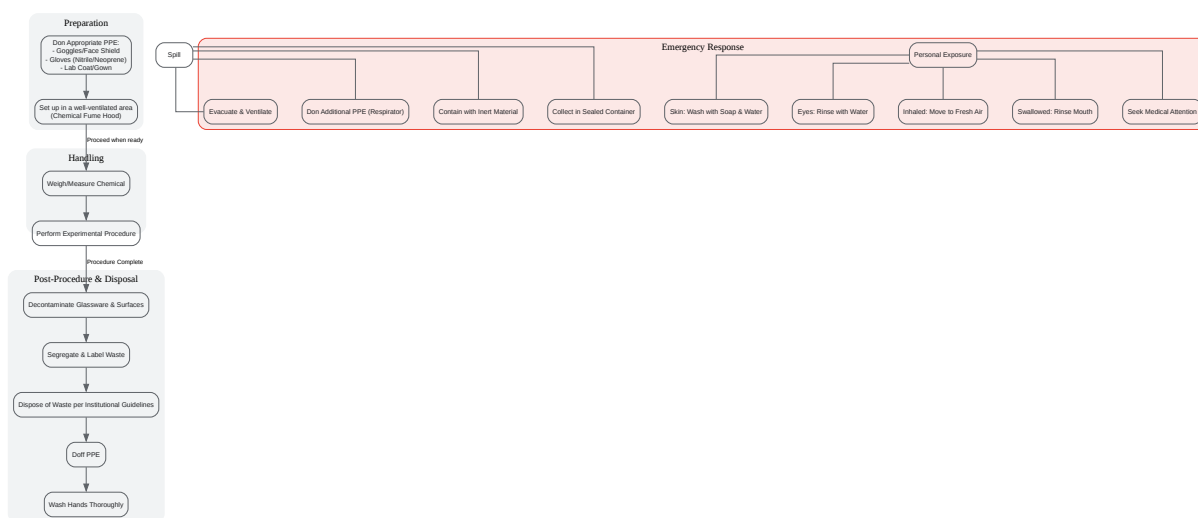 Preparation
Don Appropriate PPE:
- Goggles/Face Shield
- Gloves (Nitrile/Neoprene)
- Lab Coat/Gown
Set up in a well-ventilated area
(Chemical Fume Hood)
Proceed when ready
Handling
Weigh/Measure Chemical
Perform Experimental Procedure
Procedure Complete
Post-Procedure & Disposal
Decontaminate Glassware & Surfaces
Segregate & Label Waste
Dispose of Waste per Institutional Guidelines
Doff PPE
Wash Hands Thoroughly
Emergency Response
Spill
Evacuate & Ventilate
Don Additional PPE (Respirator)
Contain with Inert Material
Collect in Sealed Container
Personal Exposure
Skin: Wash with Soap & Water
Eyes: Rinse with Water
Inhaled: Move to Fresh Air
Swallowed: Rinse Mouth
Seek Medical Attention